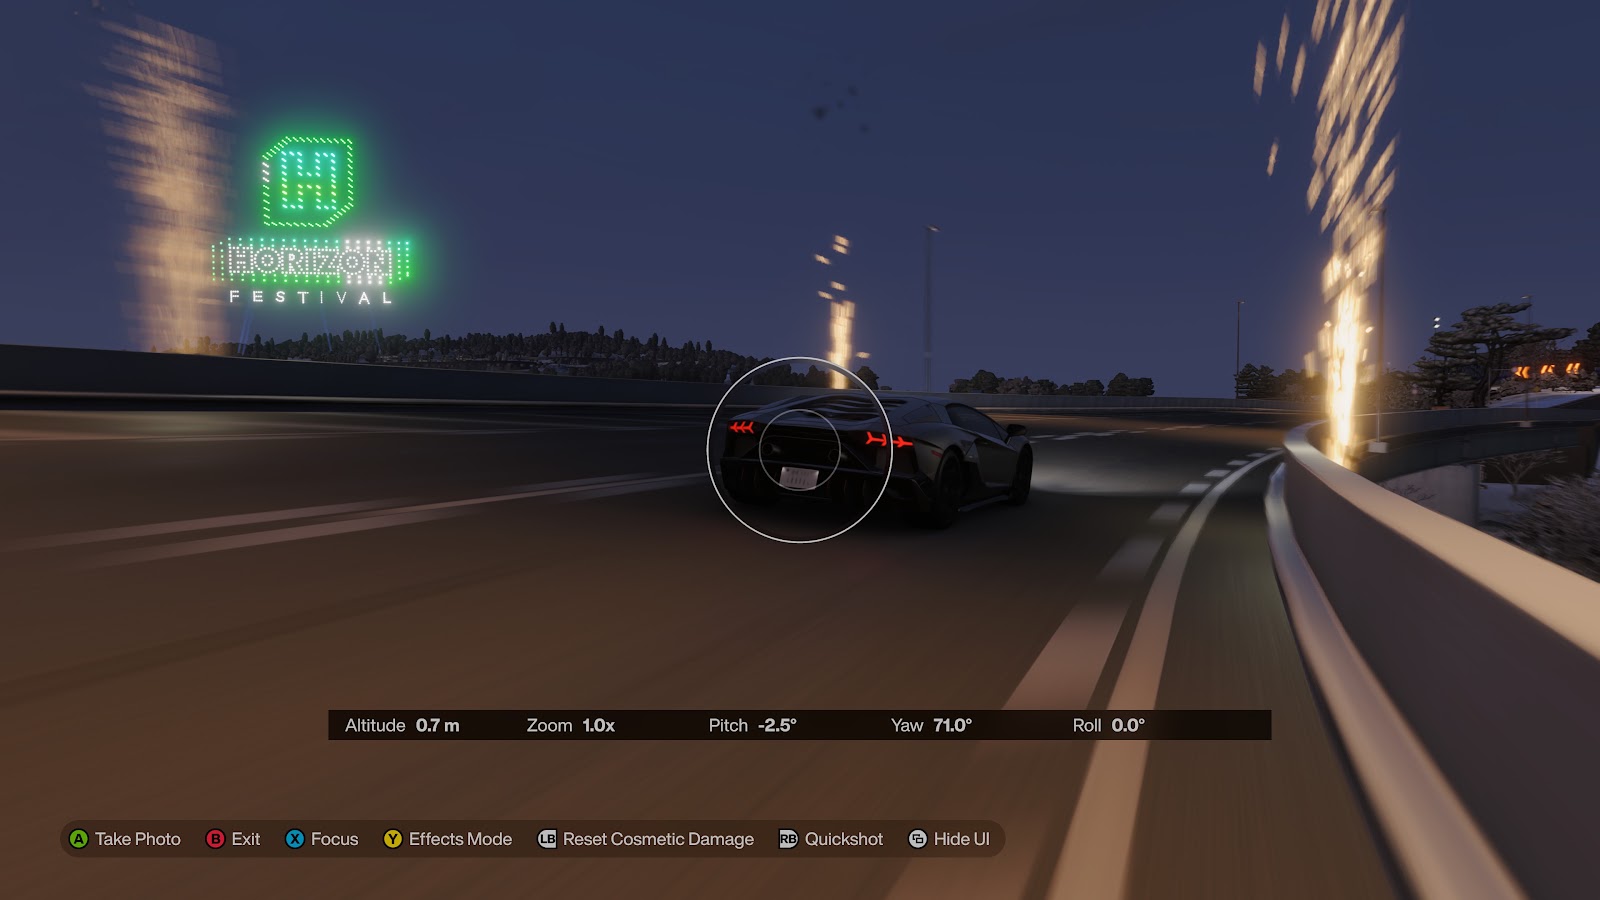 H
HORIZON
FESTIVAL
Altitude 0.7 m Zoom 1.0x Pitch -2.5° Yaw 71.0° Roll 0.0°
A Take Photo B Exit X Focus Y Effects Mode LB Reset Cosmetic Damage RB Quickshot Hide UI